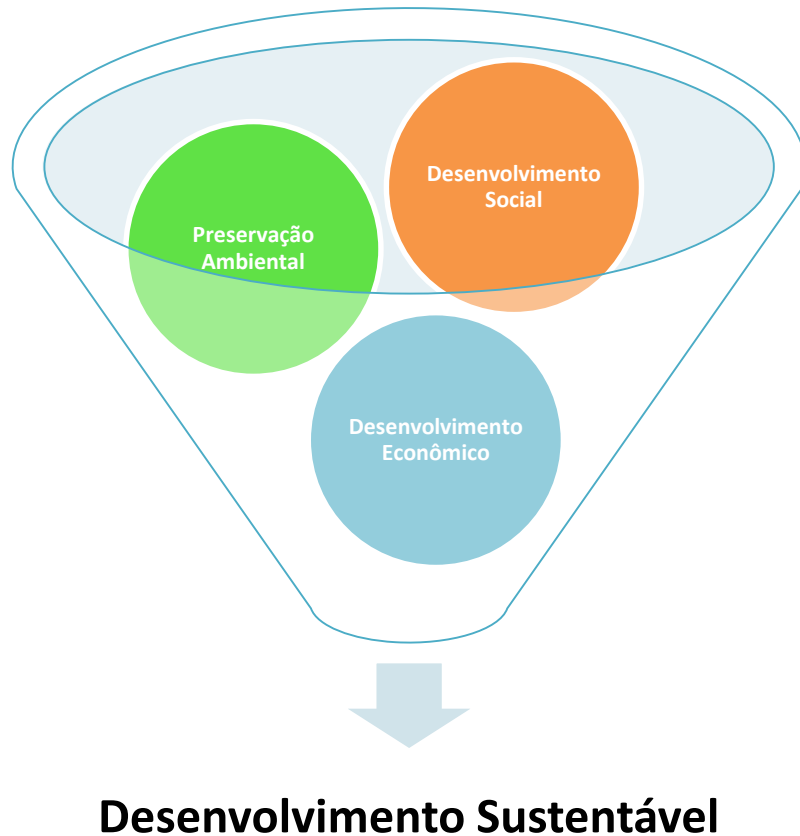 Desenvolvimento
Social
Preservação
Ambiental
Desenvolvimento
Econômico
Desenvolvimento Sustentável